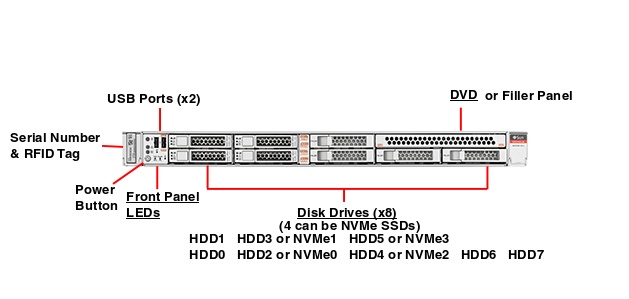 USB Ports (x2)
DVD or Filler Panel
Serial Number
& RFID Tag
Power
Button
Front Panel
LEDs
Disk Drives (x8)
(4 can be NVMe SSDs)
HDD1 HDD3 or NVMe1 HDD5 or NVMe3
HDD0 HDD2 or NVMe0 HDD4 or NVMe2 HDD6 HDD7